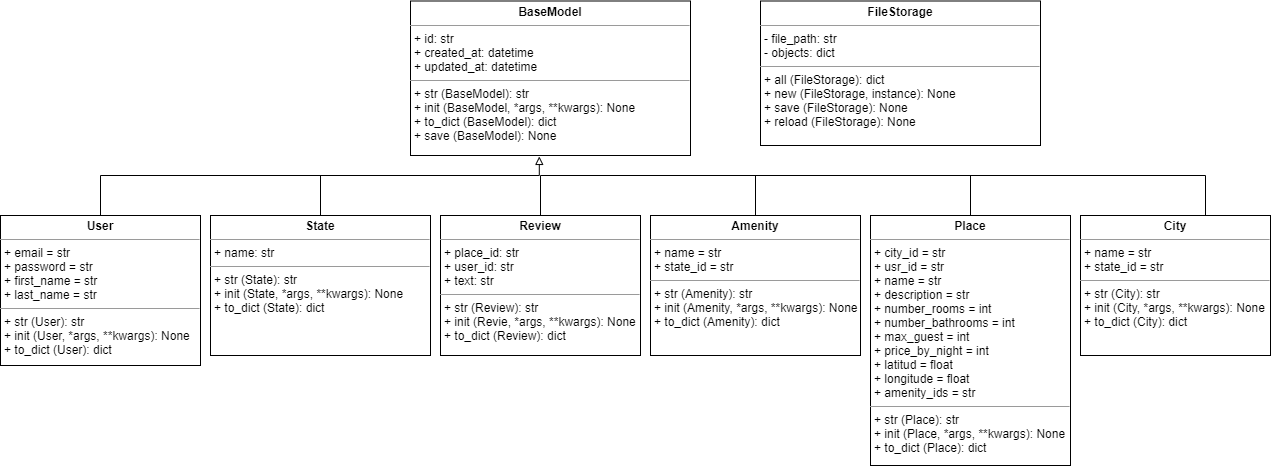 BaseModel
+ id: str
+ created_at: datetime
+ updated_at: datetime
+ str (BaseModel): str
+ init (BaseModel, *args, **kwargs): None
+ to_dict (BaseModel): dict
+ save (BaseModel): None
FileStorage
- file_path: str
- objects: dict
+ all (FileStorage): dict
+ new (FileStorage, instance): None
+ save (FileStorage): None
+ reload (FileStorage): None
User
+ email = str
+ password = str
+ first_name = str
+ last_name = str
+ str (User): str
+ init (User, *args, **kwargs): None
+ to_dict (User): dict
State
+ name: str
+ str (State): str
+ init (State, *args, **kwargs): None
+ to_dict (State): dict
Review
+ place_id: str
+ user_id: str
+ text: str
+ str (Review): str
+ init (Revie, *args, **kwargs): None
+ to_dict (Review): dict
Amenity
+ name = str
+ state_id = str
+ str (Amenity): str
+ init (Amenity, *args, **kwargs): None
+ to_dict (Amenity): dict
Place
+ city_id = str
+ usr_id = str
+ name = str
+ description = str
+ number_rooms = int
+ number_bathrooms = int
+ max_guest = int
+ price_by_night = int
+ latitud = float
+ longitude = float
+ amenity_ids = str
+ str (Place): str
+ init (Place, *args, **kwargs): None
+ to_dict (Place): dict
City
+ name = str
+ state_id = str
+ str (City): str
+ init (City, *args, **kwargs): None
+ to_dict (City): dict